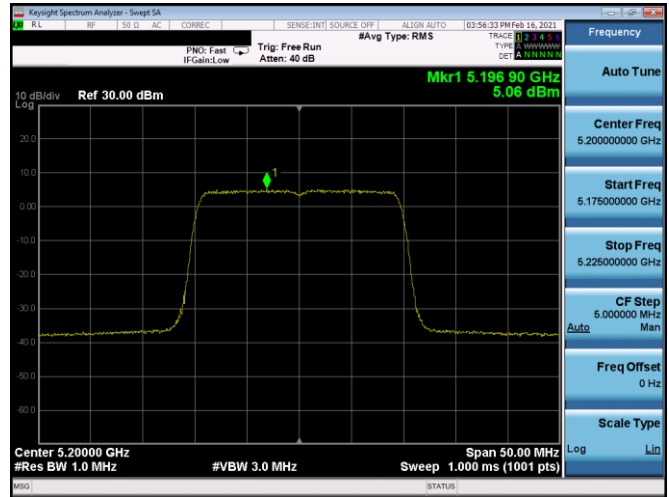 Keysight Spectrum Analyzer - Swept SA
RL RF 50 Ω AC CORREC SENSE:INT SOURCE OFF ALIGN AUTO 03:56:33 PM Feb 16, 2021
#Avg Type: RMS
TRACE 1 2 3 4 5 6
TYPE A WWWWW
DET A N N N N N
PNO: Fast
IFGain:Low
Trig: Free Run
Atten: 40 dB
Mkr1 5.196 90 GHz
5.06 dBm
10 dB/div Ref 30.00 dBm
Log
20.0
10.0
0.00
-10.0
-20.0
-30.0
-40.0
-50.0
-60.0
1
Center 5.20000 GHz
Span 50.00 MHz
#Res BW 1.0 MHz #VBW 3.0 MHz Sweep 1.000 ms (1001 pts)
MSG STATUS
Frequency
Auto Tune
Center Freq
5.200000000 GHz
Start Freq
5.175000000 GHz
Stop Freq
5.225000000 GHz
CF Step
5.000000 MHz
Auto Man
Freq Offset
0 Hz
Scale Type
Log Lin